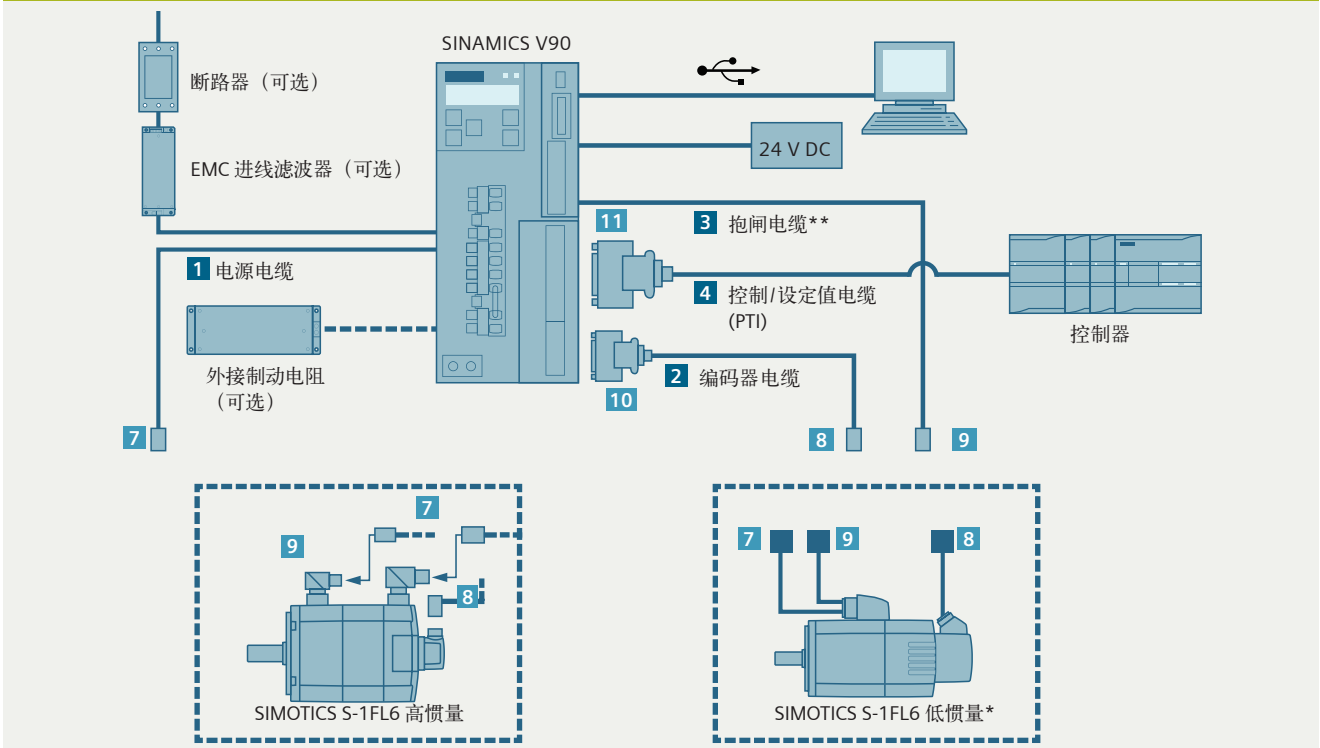 SINAMICS V90
断路器（可选）
EMC 进线滤波器（可选）
24 V DC
11
3 抱闸电缆**
1 电源电缆
4 控制/设定值电缆
(PTI)
控制器
外接制动电阻
（可选）
2 编码器电缆
10
7
8
9
7
9
8
SIMOTICS S-1FL6 高惯量
7
9
8
SIMOTICS S-1FL6 低惯量*